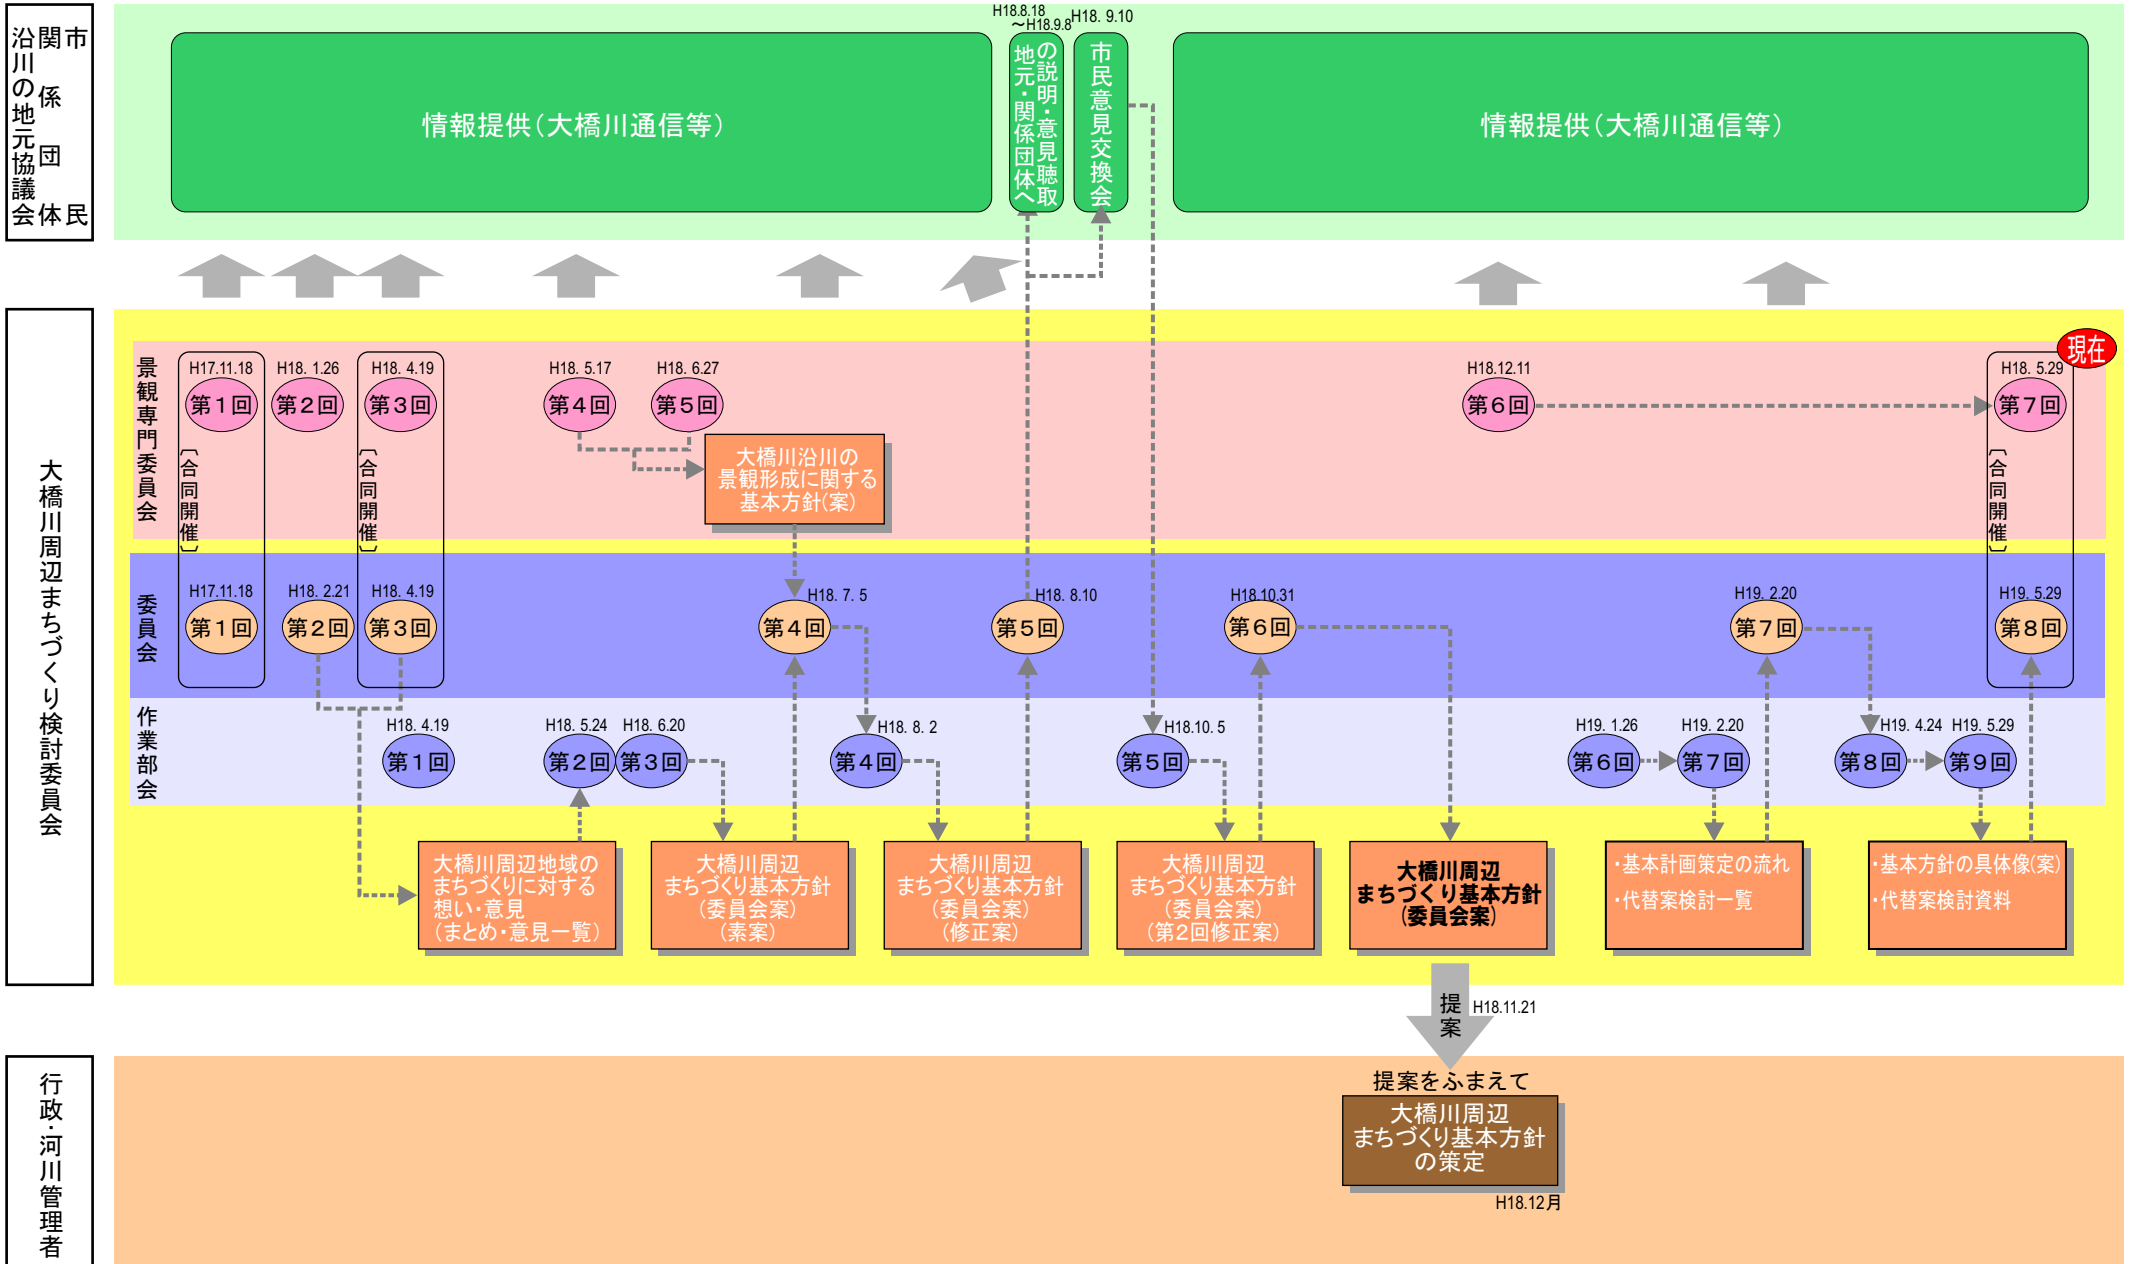 市民
関係団体
沿川の地元協議会
H18.8.18
～H18.9.8
H18. 9.10
情報提供（大橋川通信等）
地元・関係団体へ
の説明・意見聴取
市民意見交換会
情報提供（大橋川通信等）
大橋川周辺まちづくり検討委員会
現在
景観専門委員会
H17.11.18
第１回
H18. 1.26
第２回
H18. 4.19
第３回
H18. 5.17
第４回
H18. 6.27
第５回
H18.12.11
第６回
H18. 5.29
第７回
〔合同開催〕
〔合同開催〕
〔合同開催〕
大橋川沿川の
景観形成に関する
基本方針(案)
委員会
H17.11.18
第１回
H18. 2.21
第２回
H18. 4.19
第３回
H18. 7. 5
第４回
H18. 8.10
第５回
H18.10.31
第６回
H19. 2.20
第７回
H19. 5.29
第８回
作業部会
H18. 4.19
第１回
H18. 5.24
第２回
H18. 6.20
第３回
H18. 8. 2
第４回
H18.10. 5
第５回
H19. 1.26
第６回
H19. 2.20
第７回
H19. 4.24
第８回
H19. 5.29
第９回
大橋川周辺地域の
まちづくりに対する
想い・意見
(まとめ・意見一覧)
大橋川周辺
まちづくり基本方針
(委員会案)
(素案)
大橋川周辺
まちづくり基本方針
(委員会案)
(修正案)
大橋川周辺
まちづくり基本方針
(委員会案)
(第2回修正案)
大橋川周辺
まちづくり基本方針
(委員会案)
・基本計画策定の流れ
・代替案検討一覧
・基本方針の具体像(案)
・代替案検討資料
提案
H18.11.21
行政・河川管理者
提案をふまえて
大橋川周辺
まちづくり基本方針
の策定
H18.12月